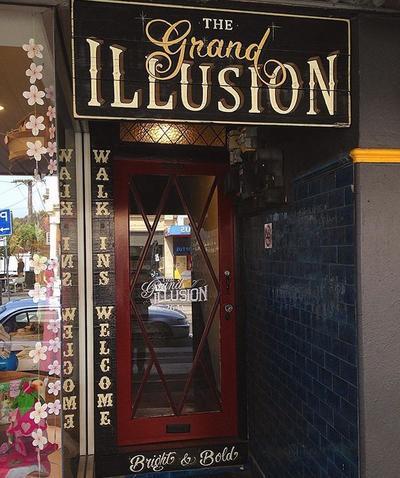 THE
Grand
ILLUSION
WALK INS WELCOME
WALK INS WELCOME
Grand
ILLUSION
Bright & Bold
P